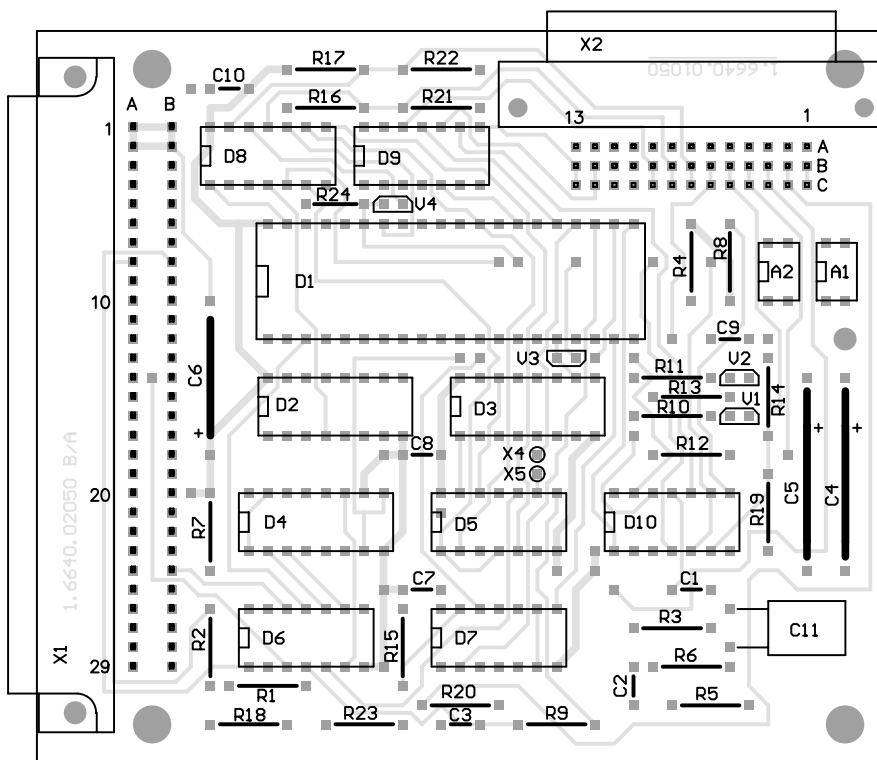 X2
R17
R22
1.6640.01050
C10
A B
R16
R21
13
1
1
D8
D9
A
B
C
R24
V4
R4
R8
A2
A1
D1
10
C6
+
C9
V3
R11
V2
R13
V1
R10
R14
D2
D3
+
+
C8
X4
X5
R12
1.6640.02050 B/A
20
R7
D4
D5
D10
R19
C5
C4
C7
C1
R2
D6
R15
D7
R3
C11
X1
29
R6
R1
C2
R20
R5
R18
R23
C3
R9